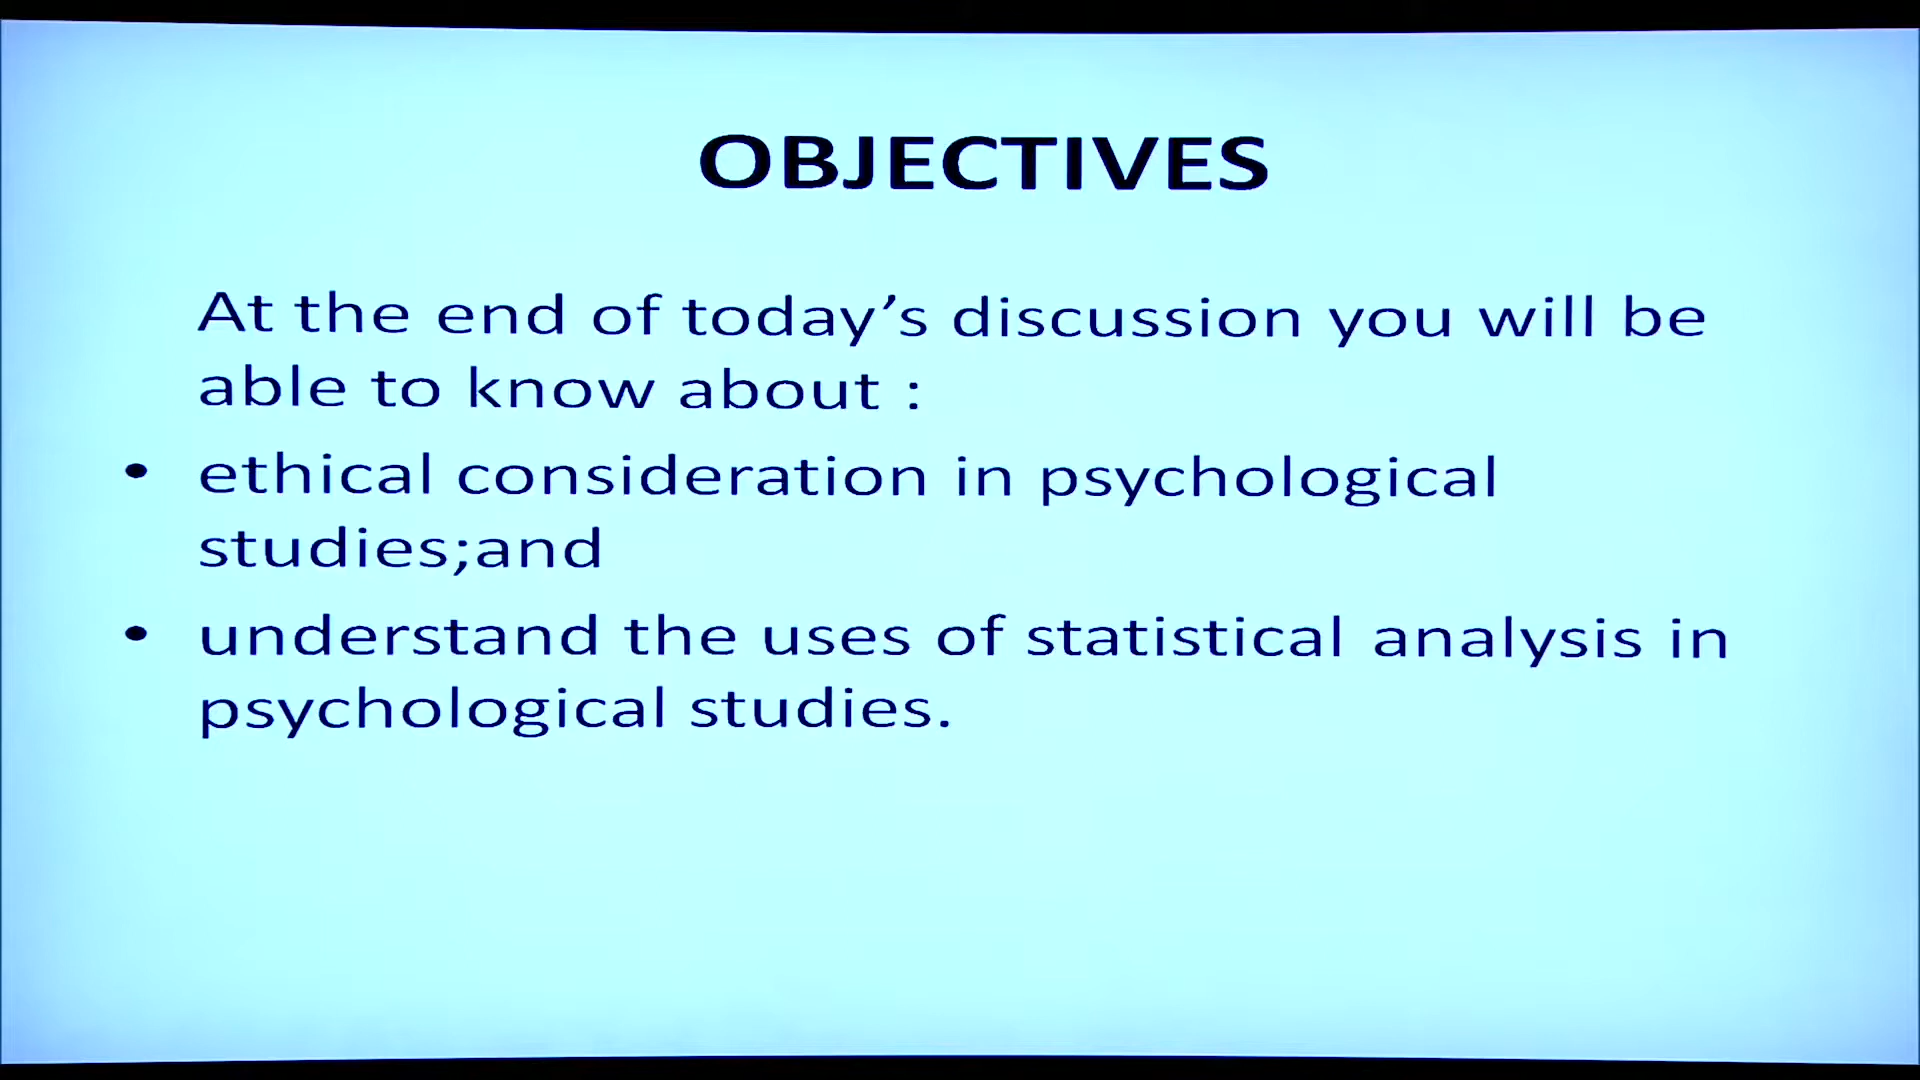 OBJECTIVES
At the end of today’s discussion you will be
able to know about :
• ethical consideration in psychological
studies;and
• understand the uses of statistical analysis in
psychological studies.